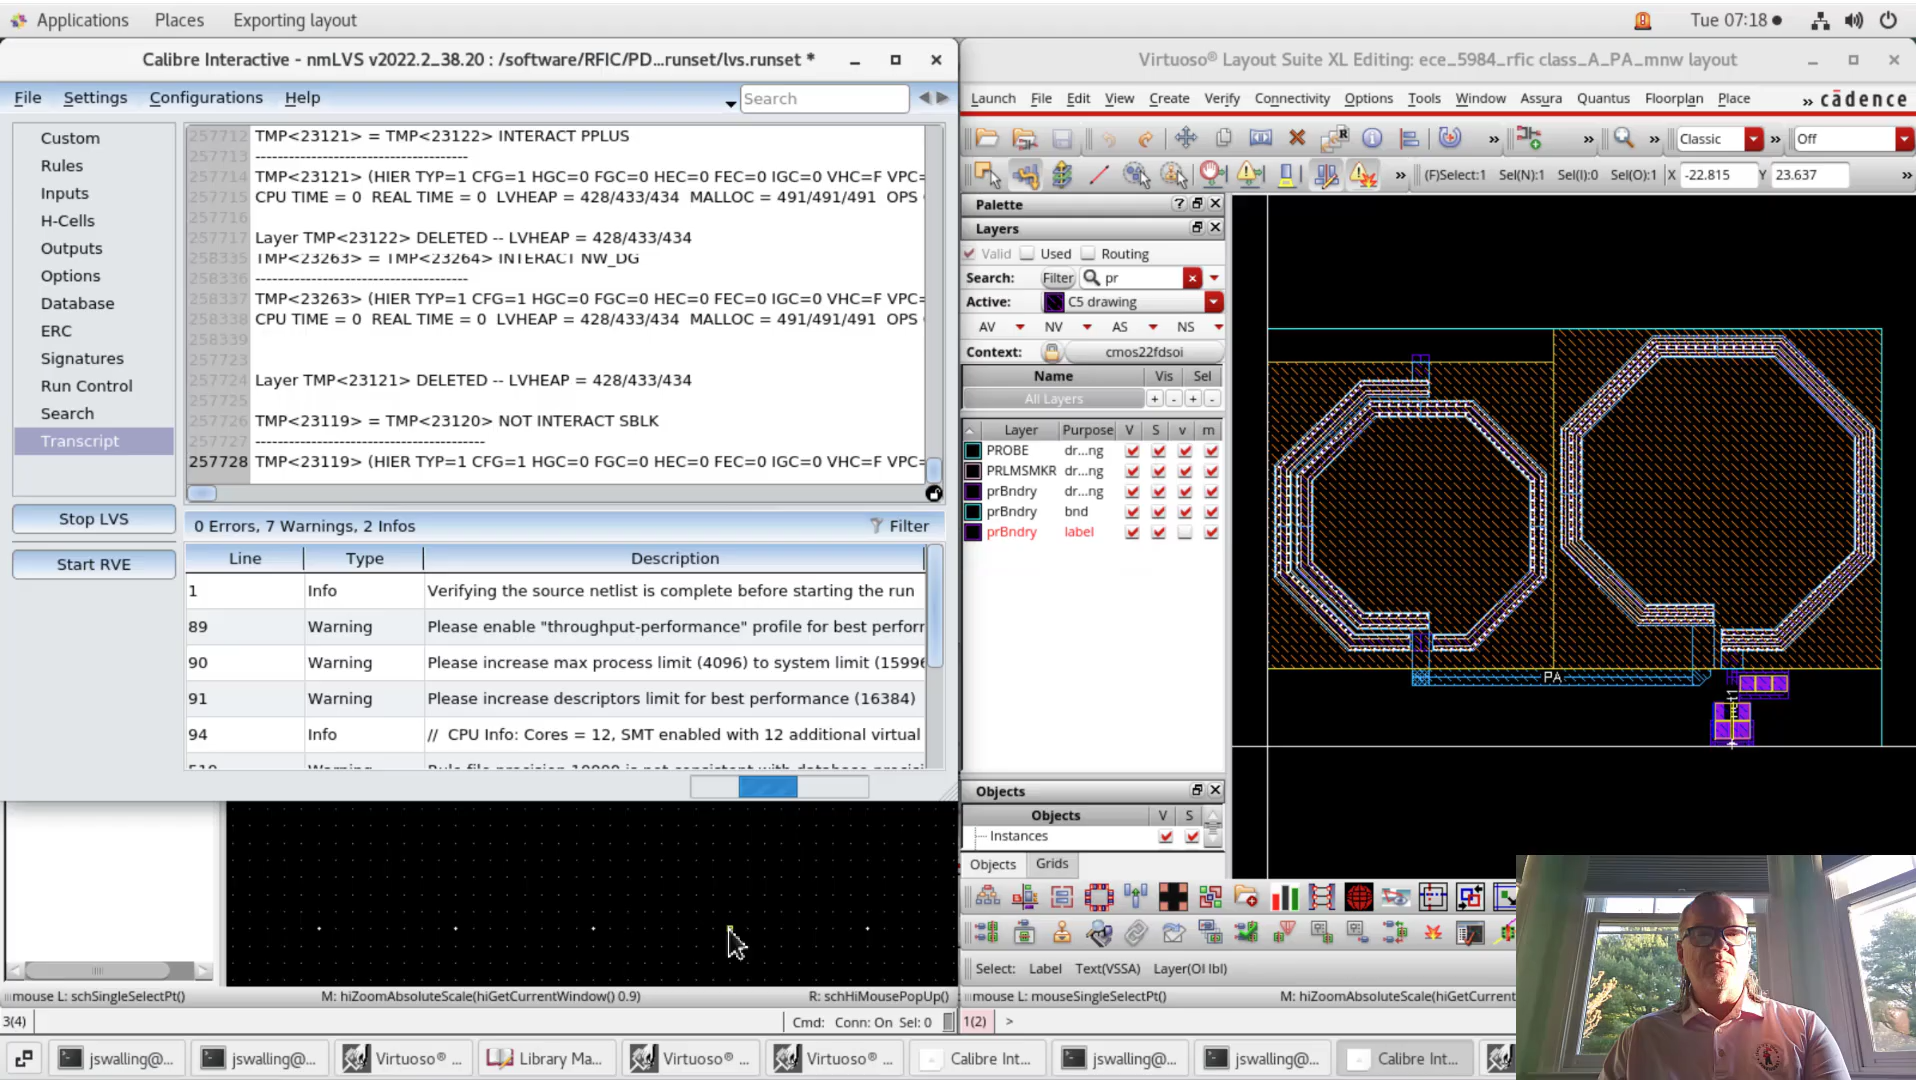 Applications Places Exporting layout Tue 07:18
Calibre Interactive - nmLVS v2022.2_38.20 : /software/RFIC/PD...runset/lvs.runset *
File Settings Configurations Help Search
Custom
Rules
Inputs
H-Cells
Outputs
Options
Database
ERC
Signatures
Run Control
Search
Transcript
Stop LVS
Start RVE
257712 TMP<23121> = TMP<23122> INTERACT PPLUS
257713 ----------------------------------------
257714 TMP<23121> (HIER TYP=1 CFG=1 HGC=0 FGC=0 HEC=0 FEC=0 IGC=0 VHC=F VPC=
257715 CPU TIME = 0 REAL TIME = 0 LVHEAP = 428/433/434 MALLOC = 491/491/491 OPS
257716
257717 Layer TMP<23122> DELETED -- LVHEAP = 428/433/434
258335 TMP<23263> = TMP<23264> INTERACT NW_DG
258336 ----------------------------------------
258337 TMP<23263> (HIER TYP=1 CFG=1 HGC=0 FGC=0 HEC=0 FEC=0 IGC=0 VHC=F VPC=
258338 CPU TIME = 0 REAL TIME = 0 LVHEAP = 428/433/434 MALLOC = 491/491/491 OPS
258339
257723
257724 Layer TMP<23121> DELETED -- LVHEAP = 428/433/434
257725
257726 TMP<23119> = TMP<23120> NOT INTERACT SBLK
257727 -------------------------------------------
257728 TMP<23119> (HIER TYP=1 CFG=1 HGC=0 FGC=0 HEC=0 FEC=0 IGC=0 VHC=F VPC=
0 Errors, 7 Warnings, 2 Infos Filter
Line Type Description
1 Info Verifying the source netlist is complete before starting the run
89 Warning Please enable "throughput-performance" profile for best perfor
90 Warning Please increase max process limit (4096) to system limit (15996
91 Warning Please increase descriptors limit for best performance (16384)
94 Info // CPU Info: Cores = 12, SMT enabled with 12 additional virtual
mouse L: schSingleSelectPt() M: hiZoomAbsoluteScale(hiGetCurrentWindow() 0.9) R: schHiMousePopUp()
3(4) Cmd: Conn: On Sel: 0
Virtuoso® Layout Suite XL Editing: ece_5984_rfic class_A_PA_mnw layout
Launch File Edit View Create Verify Connectivity Options Tools Window Assura Quantus Floorplan Place » cādence
» » » Classic » Off
» (F)Select:1 Sel(N):1 Sel(I):0 Sel(O):1 X -22.815 Y 23.637 »
Palette
Layers
Valid Used Routing
Search: Filter pr
Active: C5 drawing
AV NV AS NS
Context: cmos22fdsoi
Name Vis Sel
All Layers + - + -
Layer Purpose V S v m
PROBE dr...ng
PRLMSMKR dr...ng
prBndry dr...ng
prBndry bnd
prBndry label
Objects
Objects V S
Instances
Objects Grids
PA
Select: Label Text(VSSA) Layer(OI lbl)
mouse L: mouseSingleSelectPt() M: hiZoomAbsoluteScale(hiGetCurrent
1(2) >
jswalling@... jswalling@... Virtuoso® ... Library Ma... Virtuoso® ... Virtuoso® ... Calibre Int... jswalling@... jswalling@... Calibre Int...